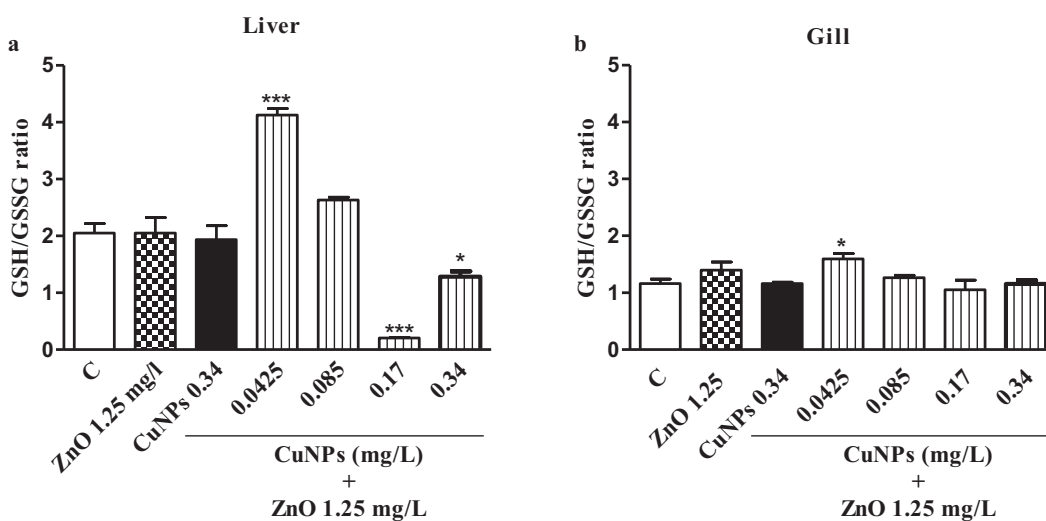 a
Liver
GSH/GSSG ratio
5
4
3
2
1
0
***
***
*
C
ZnO 1.25 mg/l
CuNPs 0.34
0.0425
0.085
0.17
0.34
CuNPs (mg/L)
+
ZnO 1.25 mg/L
b
Gill
GSH/GSSG ratio
5
4
3
2
1
0
*
C
ZnO 1.25
CuNPs 0.34
0.0425
0.085
0.17
0.34
CuNPs (mg/L)
+
ZnO 1.25 mg/L